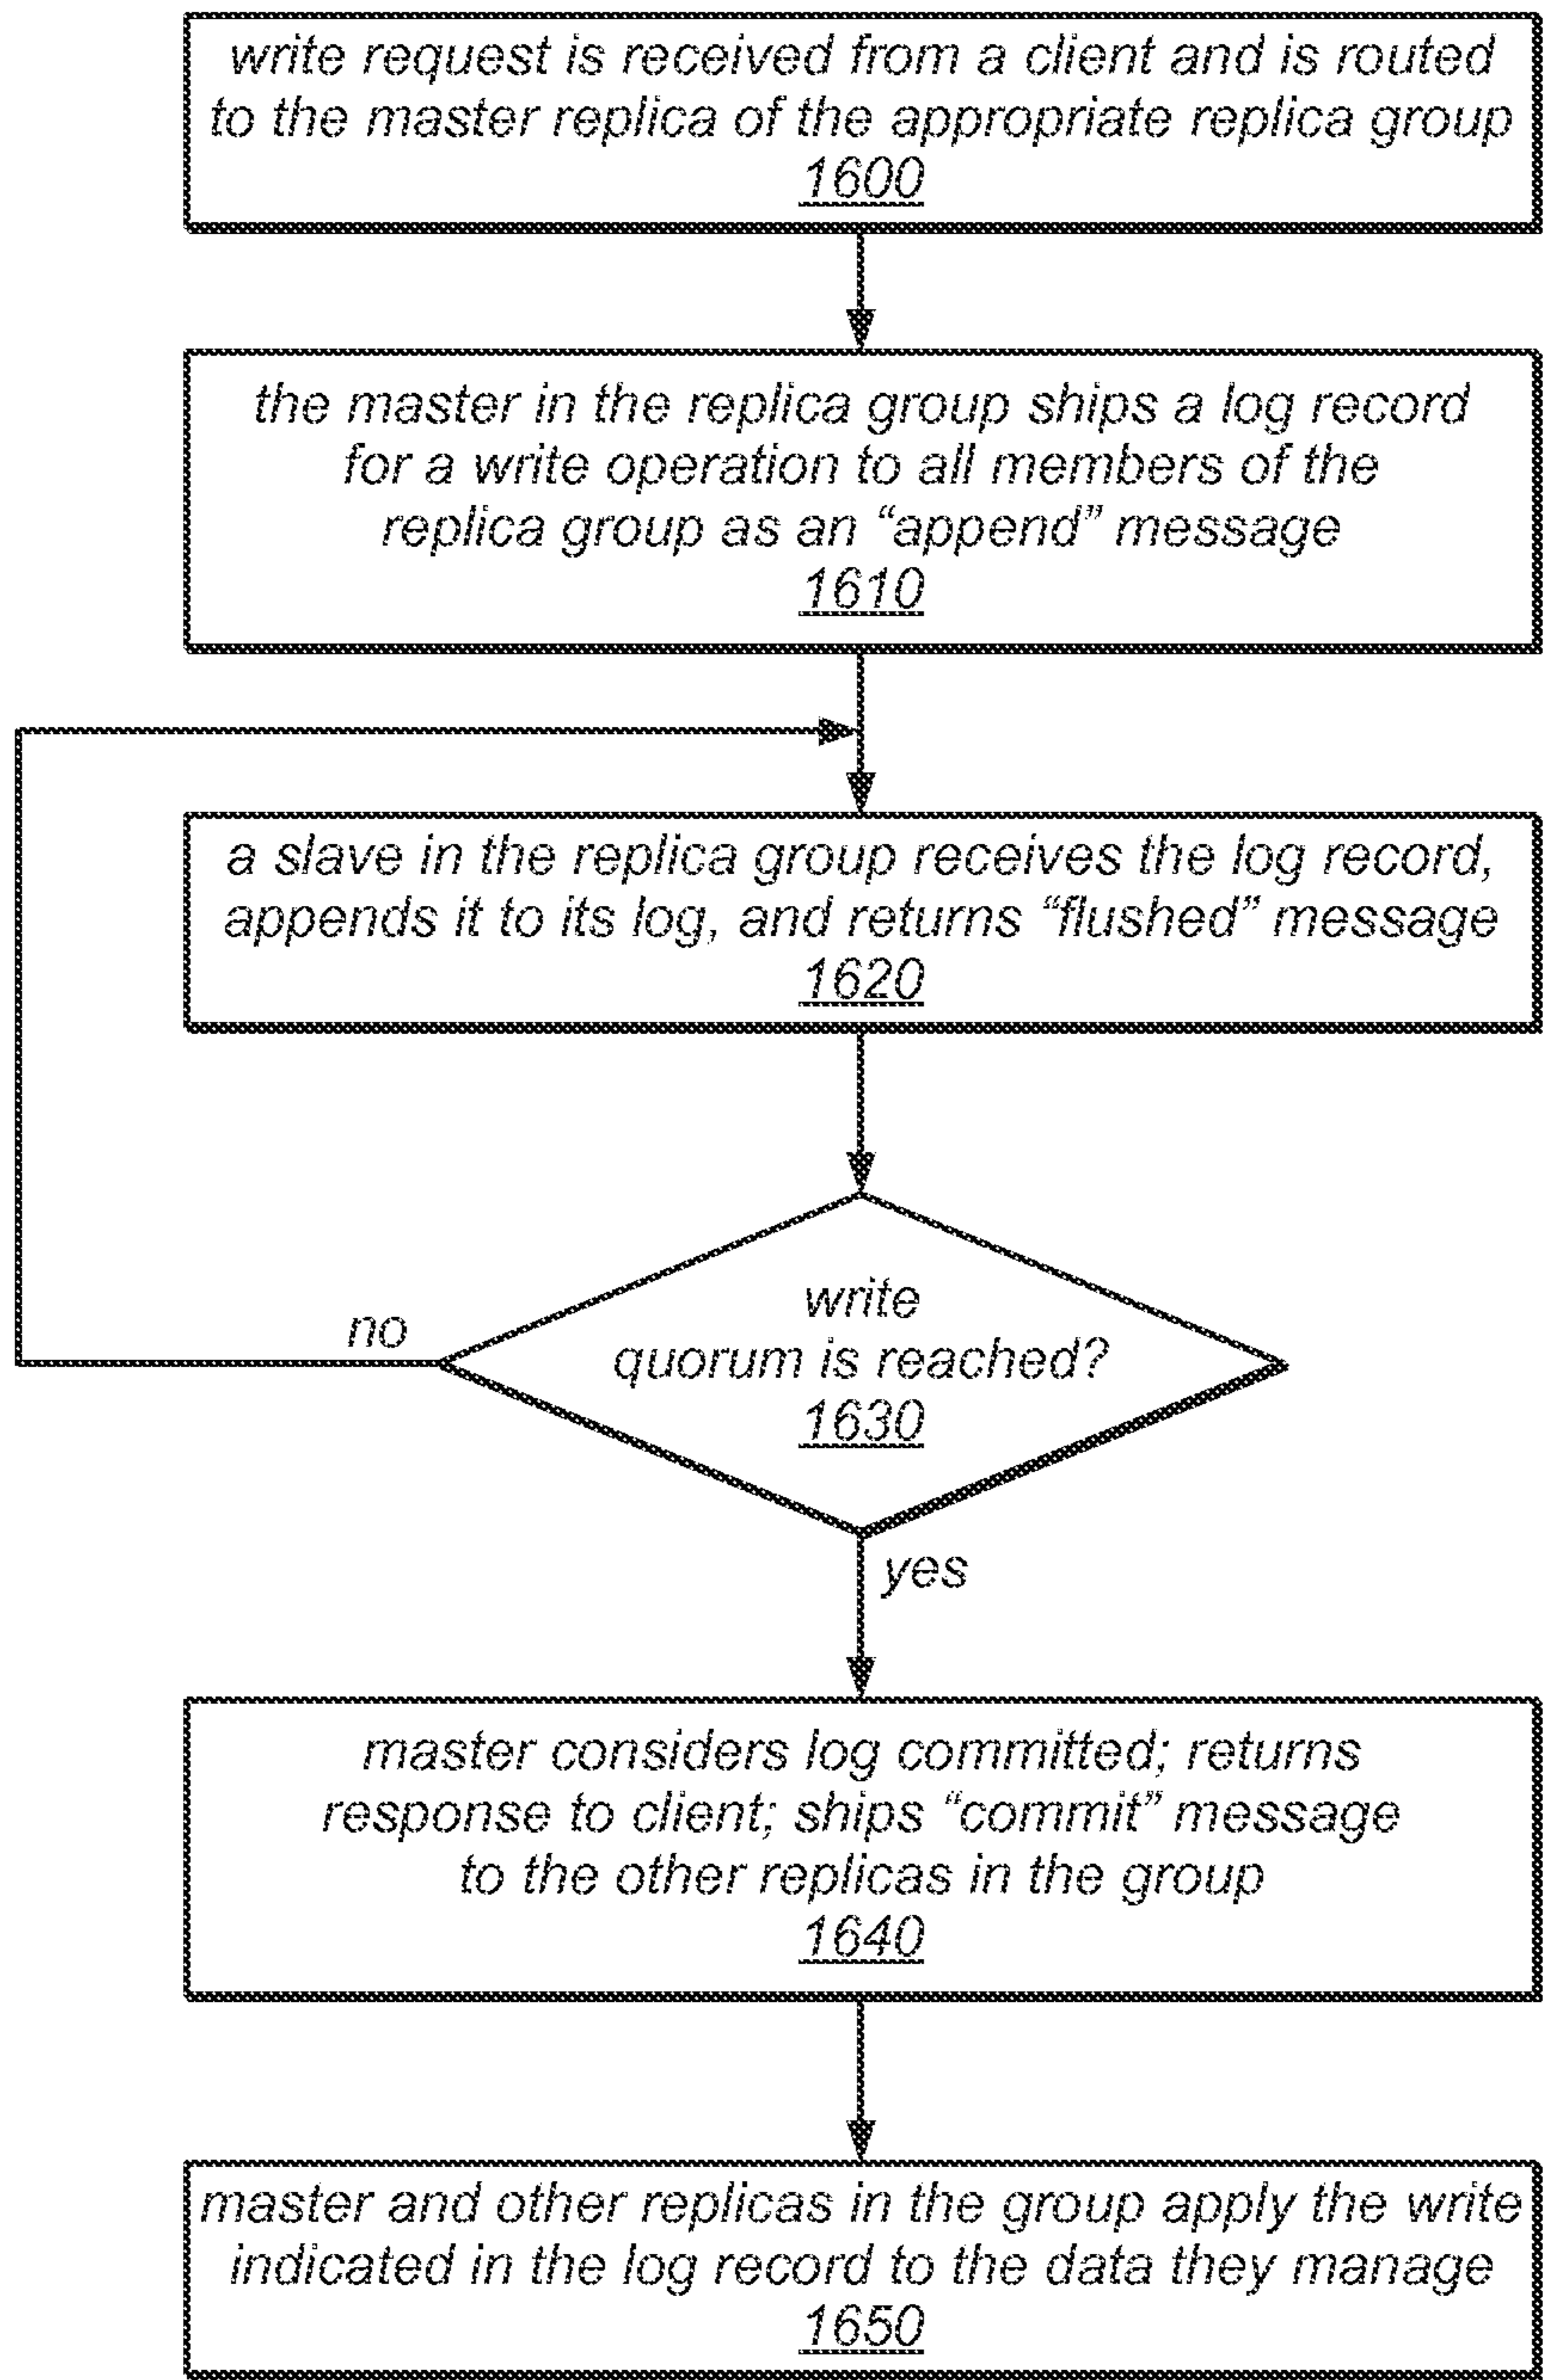 write request is received from a client and is routed
to the master replica of the appropriate replica group
1600
the master in the replica group ships a log record
for a write operation to all members of the
replica group as an “append” message
1610
a slave in the replica group receives the log record,
appends it to its log, and returns “flushed” message
1620
write
quorum is reached?
1630
no
yes
master considers log committed; returns
response to client; ships “commit” message
to the other replicas in the group
1640
master and other replicas in the group apply the write
indicated in the log record to the data they manage
1650